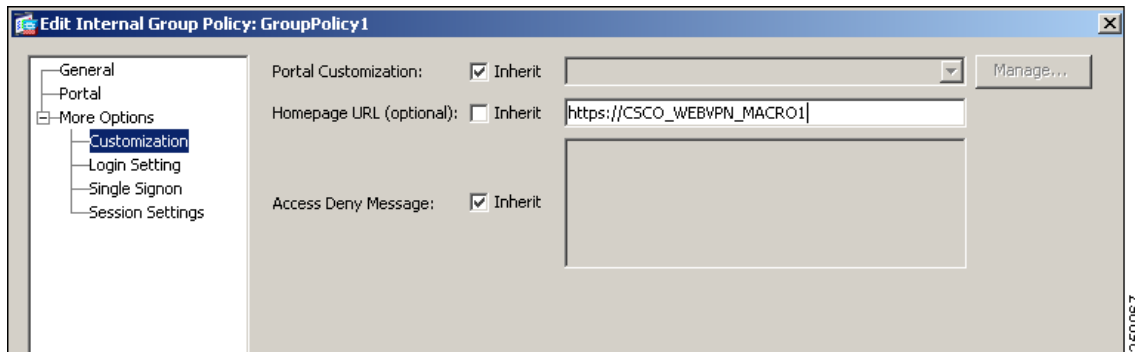 Edit Internal Group Policy: GroupPolicy1
General
Portal
More Options
Customization
Login Setting
Single Signon
Session Settings
Portal Customization:
Inherit
Manage...
Homepage URL (optional):
Inherit
https://CSCO_WEBVPN_MACRO1
Access Deny Message:
Inherit